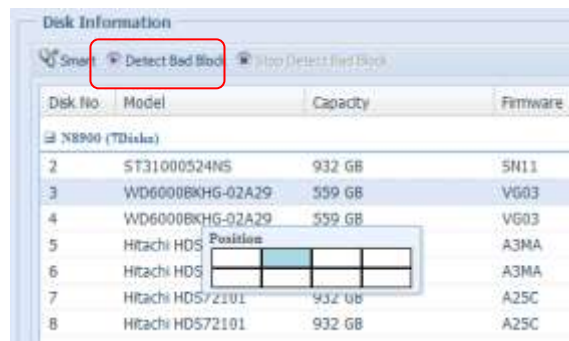 Disk Information
Smart Detect Bad Block Stop Detect Bad Block
Disk No Model Capacity Firmware
N8900 (7Disks)
2 ST31000524NS 932 GB SN11
3 WD6000BKHG-02A29 559 GB VG03
4 WD6000BKHG-02A29 559 GB VG03
5 Hitachi HDS A3MA
Position
6 Hitachi HDS A3MA
7 Hitachi HDS72101 932 GB A25C
8 Hitachi HDS72101 932 GB A25C